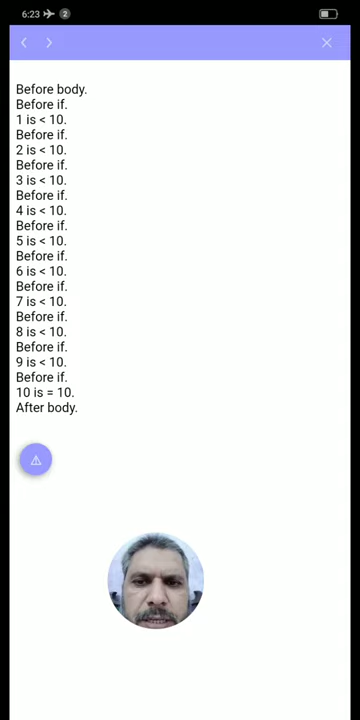 6:23 2
Before body.
Before if.
1 is < 10.
Before if.
2 is < 10.
Before if.
3 is < 10.
Before if.
4 is < 10.
Before if.
5 is < 10.
Before if.
6 is < 10.
Before if.
7 is < 10.
Before if.
8 is < 10.
Before if.
9 is < 10.
Before if.
10 is = 10.
After body.